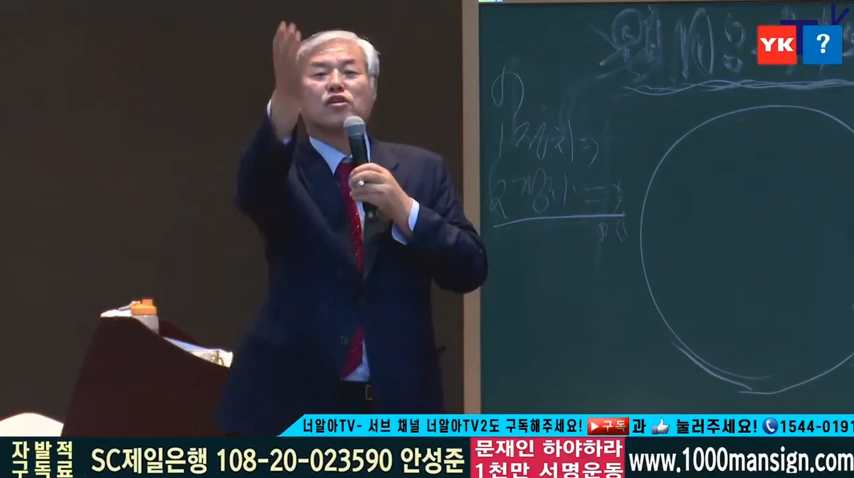 TV
YK
?
너알아TV- 서브 채널 너알아TV2도 구독해주세요! 구독과 눌러주세요! 1544-0191
자발적
구독료
SC제일은행 108-20-023590 안성준
문재인 하야하라
1천만 서명운동
www.1000mansign.com